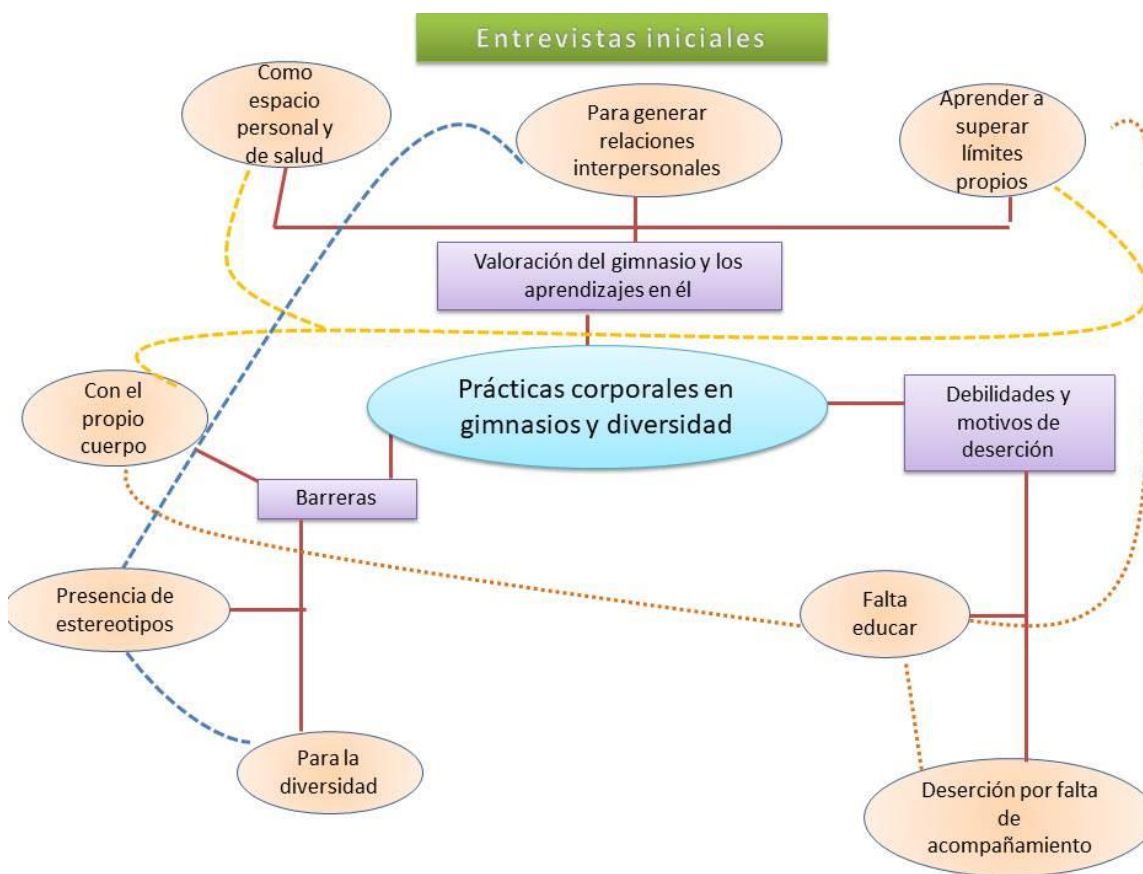 Entrevistas iniciales
Como
espacio
personal y
de salud
Para generar
relaciones
interpersonales
Aprender a
superar
límites
propios
Valoración del gimnasio y los
aprendizajes en él
Con el
propio
cuerpo
Prácticas corporales en
gimnasios y diversidad
Debilidades y
motivos de
deserción
Barreras
Presencia de
estereotipos
Falta
educar
Para la
diversidad
Deserción por falta
de
acompañamiento